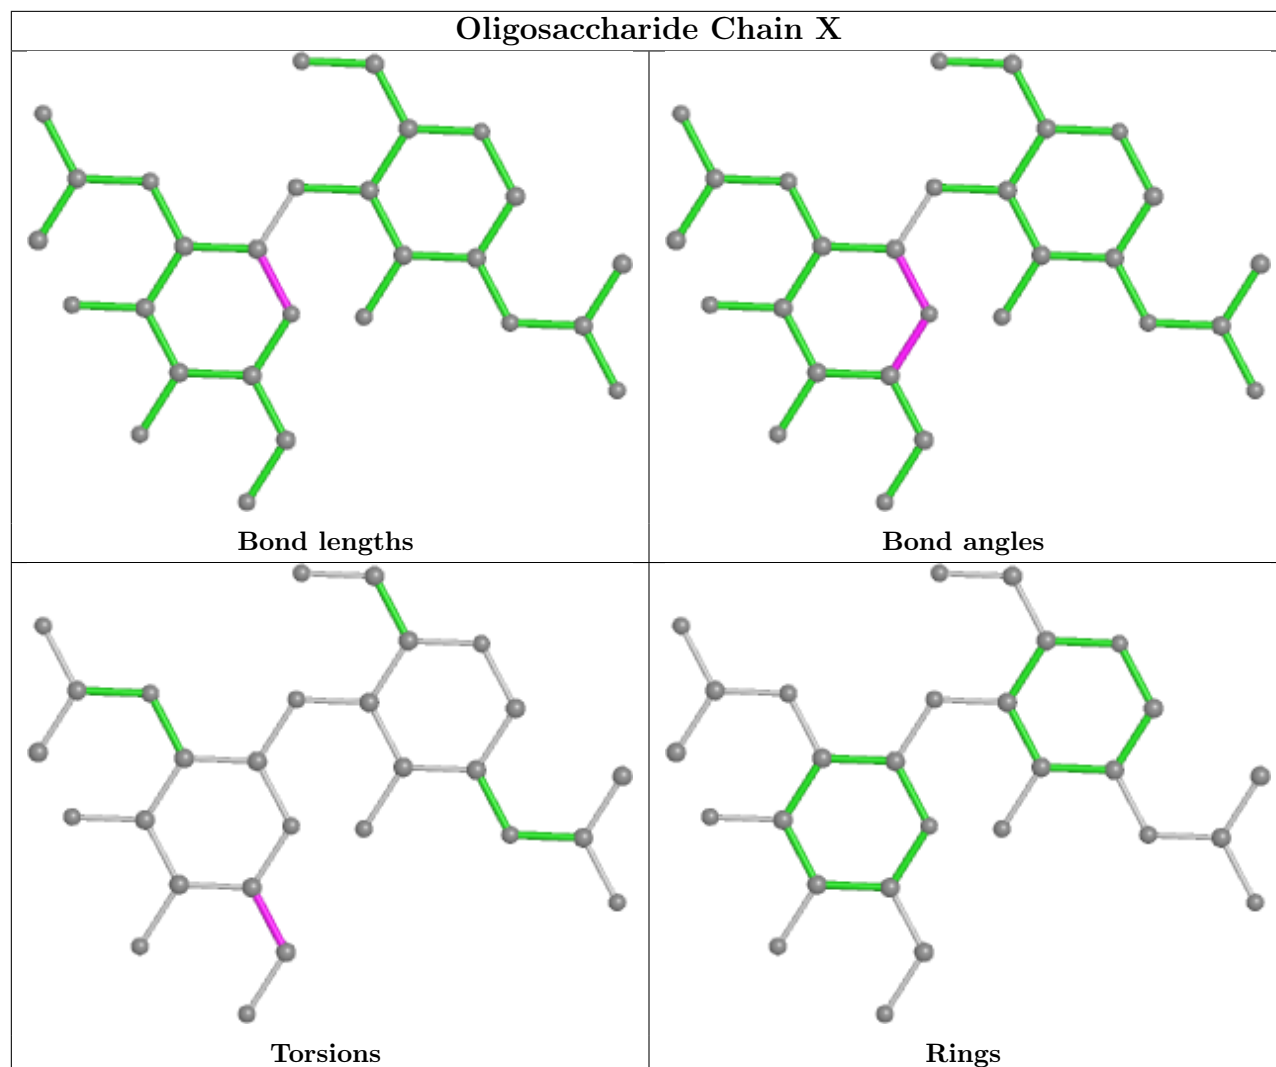 Oligosaccharide Chain X
Bond lengths
Bond angles
Torsions
Rings